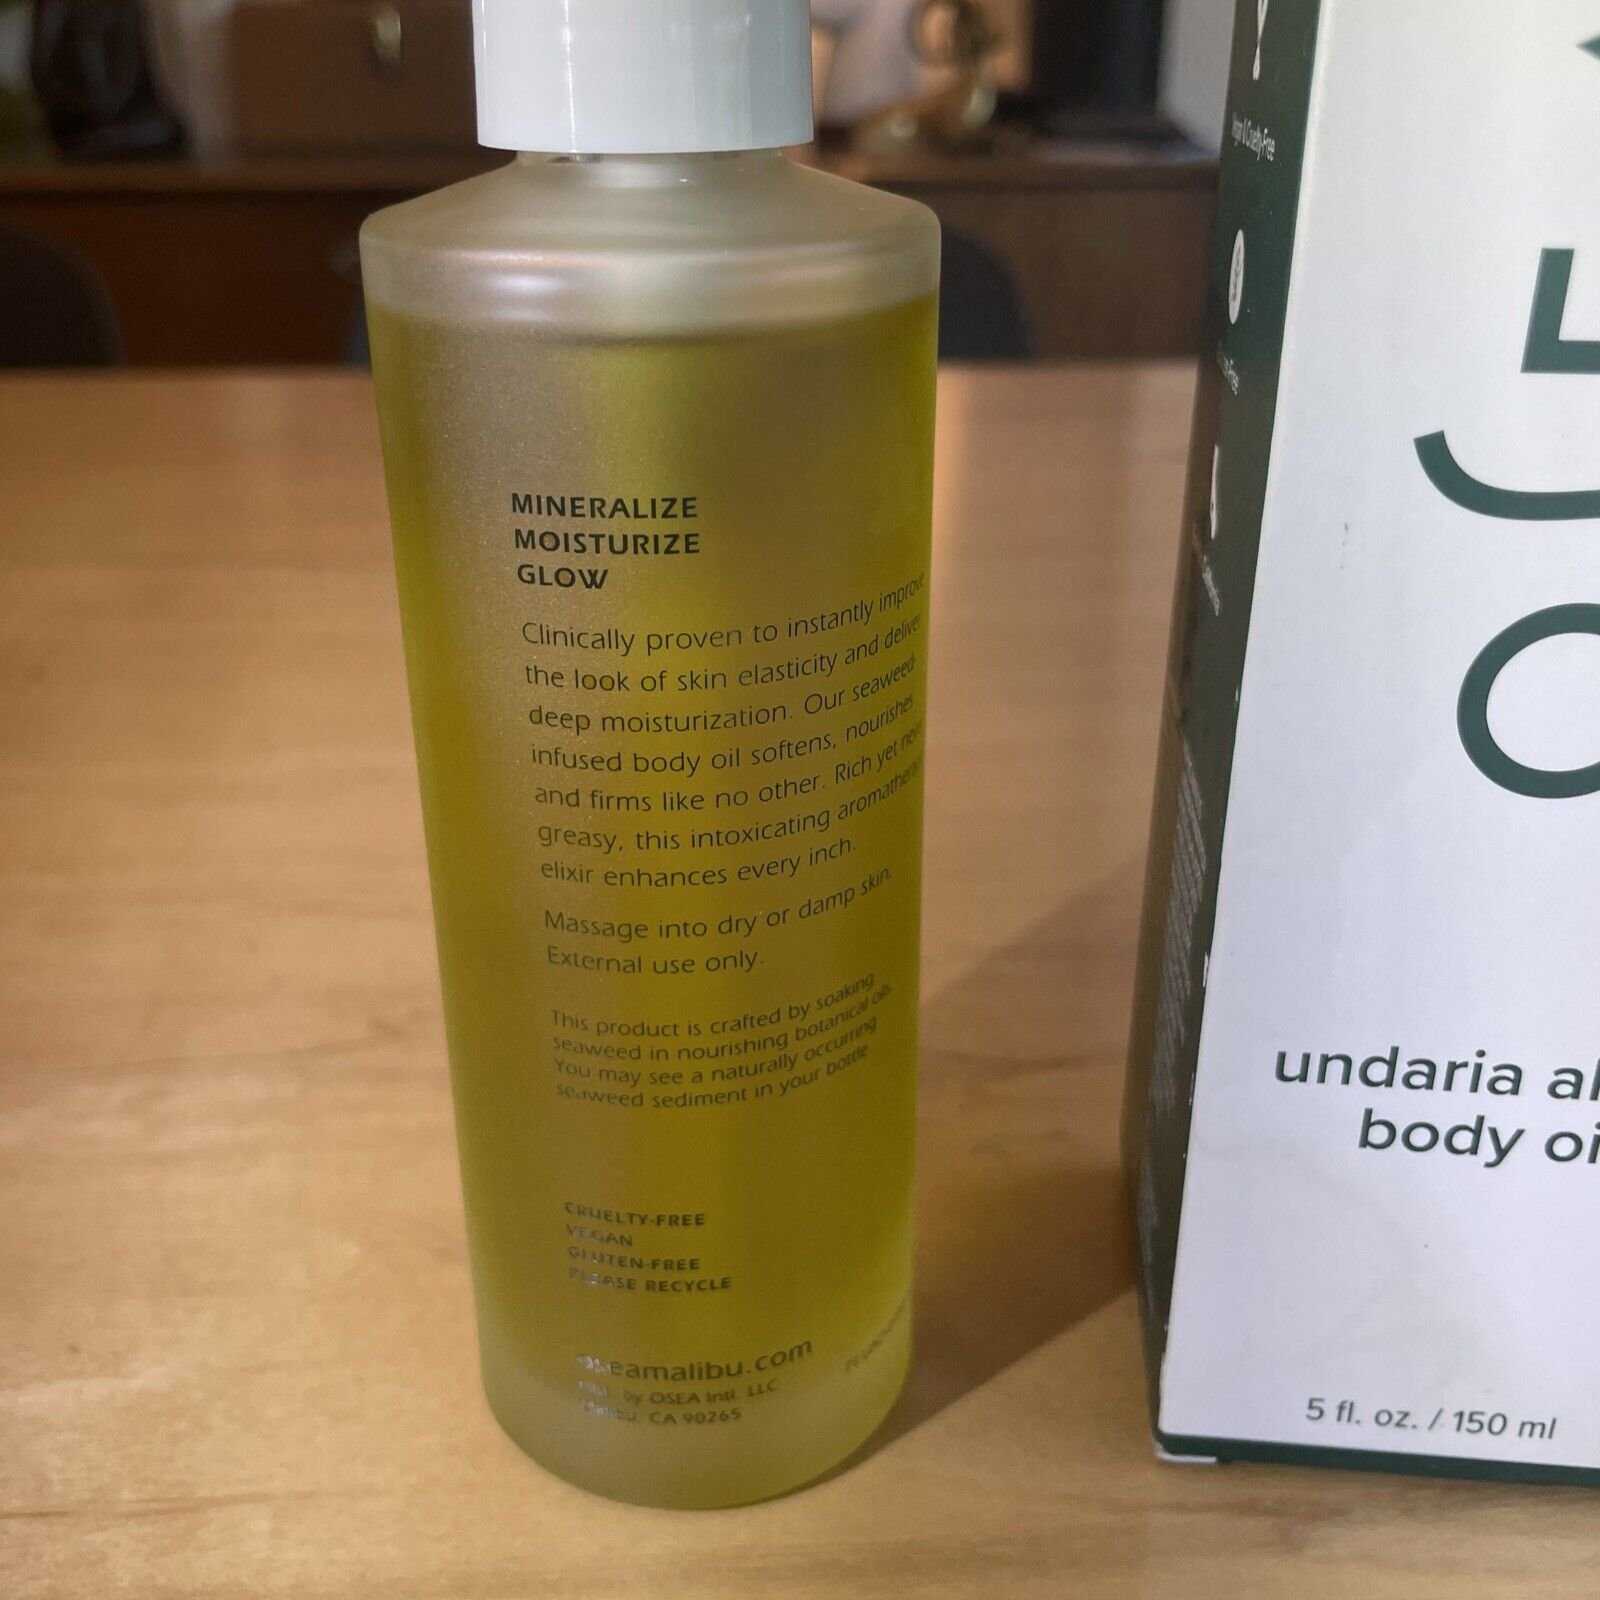 MINERALIZE
MOISTURIZE
GLOW
Clinically proven to instantly improve
the look of skin elasticity and deliver
deep moisturization. Our seaweed-
infused body oil softens, nourishes
and firms like no other. Rich yet never
greasy, this intoxicating aromatherapy
elixir enhances every inch.
Massage into dry or damp skin.
External use only.
This product is crafted by soaking
seaweed in nourishing botanical oils.
You may see a naturally occurring
seaweed sediment in your bottle
CRUELTY-FREE
VEGAN
GLUTEN-FREE
PLEASE RECYCLE
oseamalibu.com
by OSEA Intl. LLC
Malibu, CA 90265
Vegan & Cruelty-Free
undaria al
body oi
5 fl. oz. / 150 ml